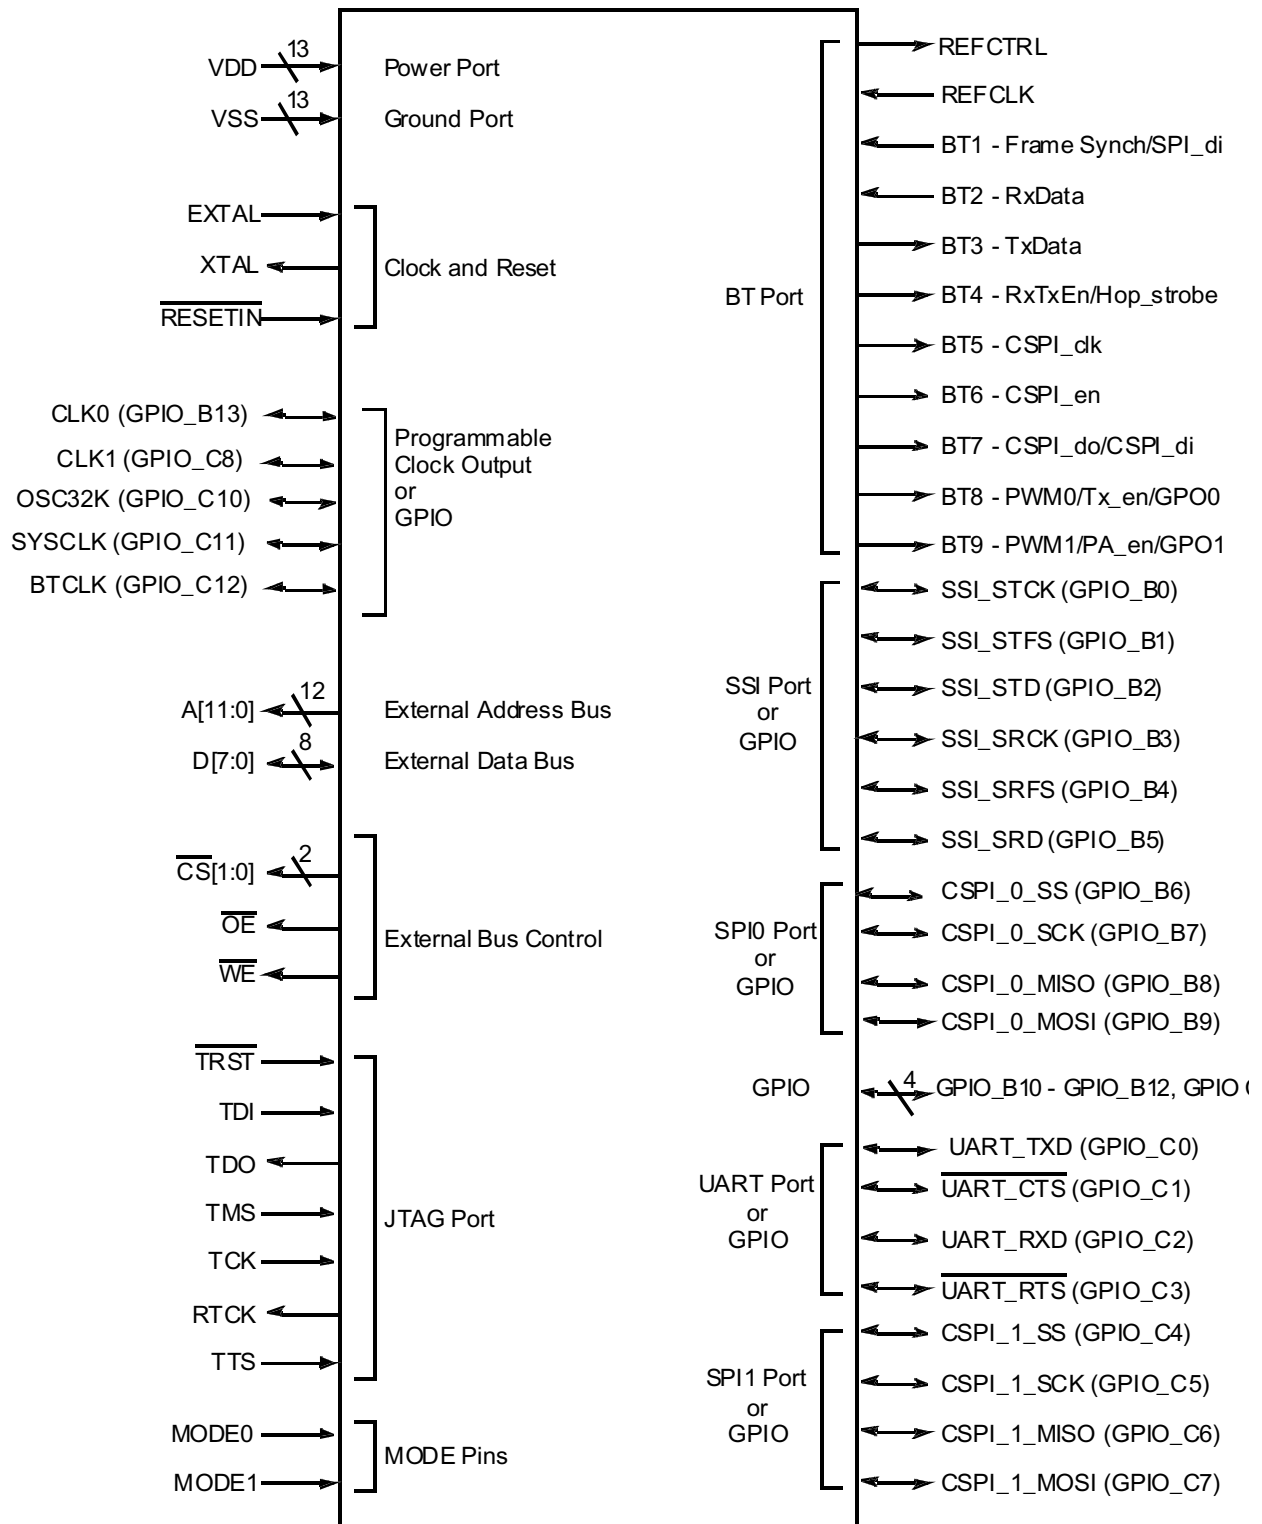 VDD 13 Power Port
VSS 13 Ground Port
EXTAL
XTAL Clock and Reset
RESETIN
CLK0 (GPIO_B13)
CLK1 (GPIO_C8)
OSC32K (GPIO_C10)
SYSCLK (GPIO_C11)
BTCLK (GPIO_C12)
Programmable
Clock Output
or
GPIO
A[11:0] 12 External Address Bus
D[7:0] 8 External Data Bus
CS[1:0] 2
OE External Bus Control
WE
TRST
TDI
TDO
TMS JTAG Port
TCK
RTCK
TTS
MODE0
MODE Pins
MODE1
REFCTRL
REFCLK
BT1 - Frame Synch/SPI_di
BT2 - RxData
BT3 - TxData
BT Port BT4 - RxTxEn/Hop_strobe
BT5 - CSPI_clk
BT6 - CSPI_en
BT7 - CSPI_do/CSPI_di
BT8 - PWM0/Tx_en/GPO0
BT9 - PWM1/PA_en/GPO1
SSI Port
or
GPIO
SSI_STCK (GPIO_B0)
SSI_STFS (GPIO_B1)
SSI_STD (GPIO_B2)
SSI_SRCK (GPIO_B3)
SSI_SRFS (GPIO_B4)
SSI_SRD (GPIO_B5)
SPI0 Port
or
GPIO
CSPI_0_SS (GPIO_B6)
CSPI_0_SCK (GPIO_B7)
CSPI_0_MISO (GPIO_B8)
CSPI_0_MOSI (GPIO_B9)
GPIO 4 GPIO_B10 - GPIO_B12, GPIO
UART Port
or
GPIO
UART_TXD (GPIO_C0)
UART_CTS (GPIO_C1)
UART_RXD (GPIO_C2)
UART_RTS (GPIO_C3)
SPI1 Port
or
GPIO
CSPI_1_SS (GPIO_C4)
CSPI_1_SCK (GPIO_C5)
CSPI_1_MISO (GPIO_C6)
CSPI_1_MOSI (GPIO_C7)